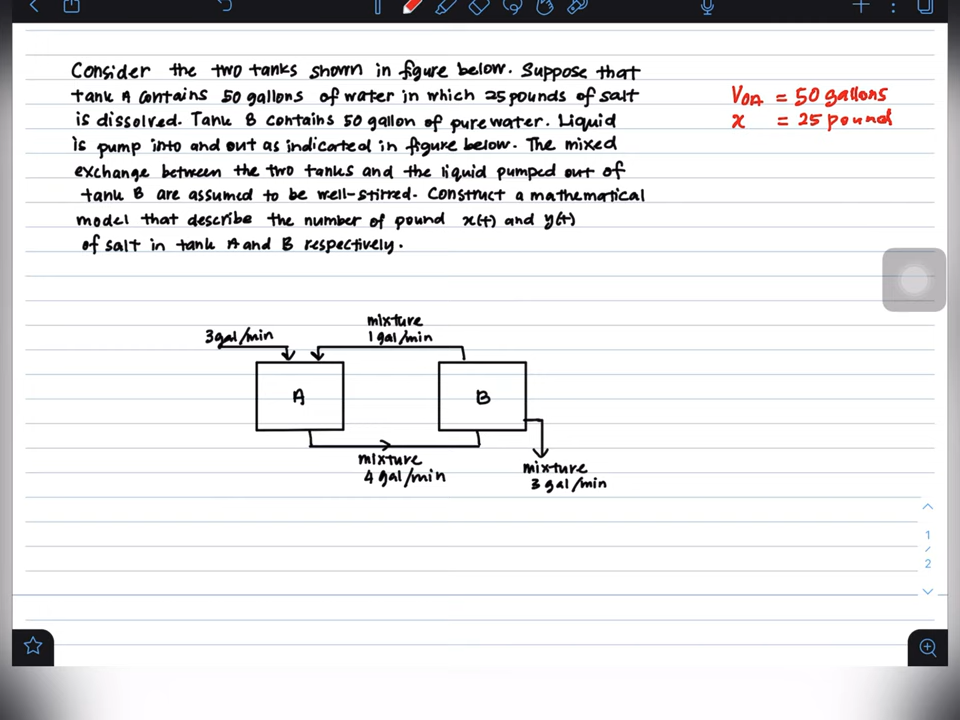 Consider the two tanks shown in figure below. Suppose that
tank A contains 50 gallons of water in which 25 pounds of salt
is dissolved. Tank B contains 50 gallon of pure water. Liquid
is pump into and out as indicated in figure below. The mixed
exchange between the two tanks and the liquid pumped out of
tank B are assumed to be well-stirred. Construct a mathematical
model that describe the number of pound x(t) and y(t)
of salt in tank A and B respectively.
V0A = 50 gallons
x = 25 pound
3 gal/min
mixture
1 gal/min
A
B
mixture
4 gal/min
mixture
3 gal/min
1
/
2